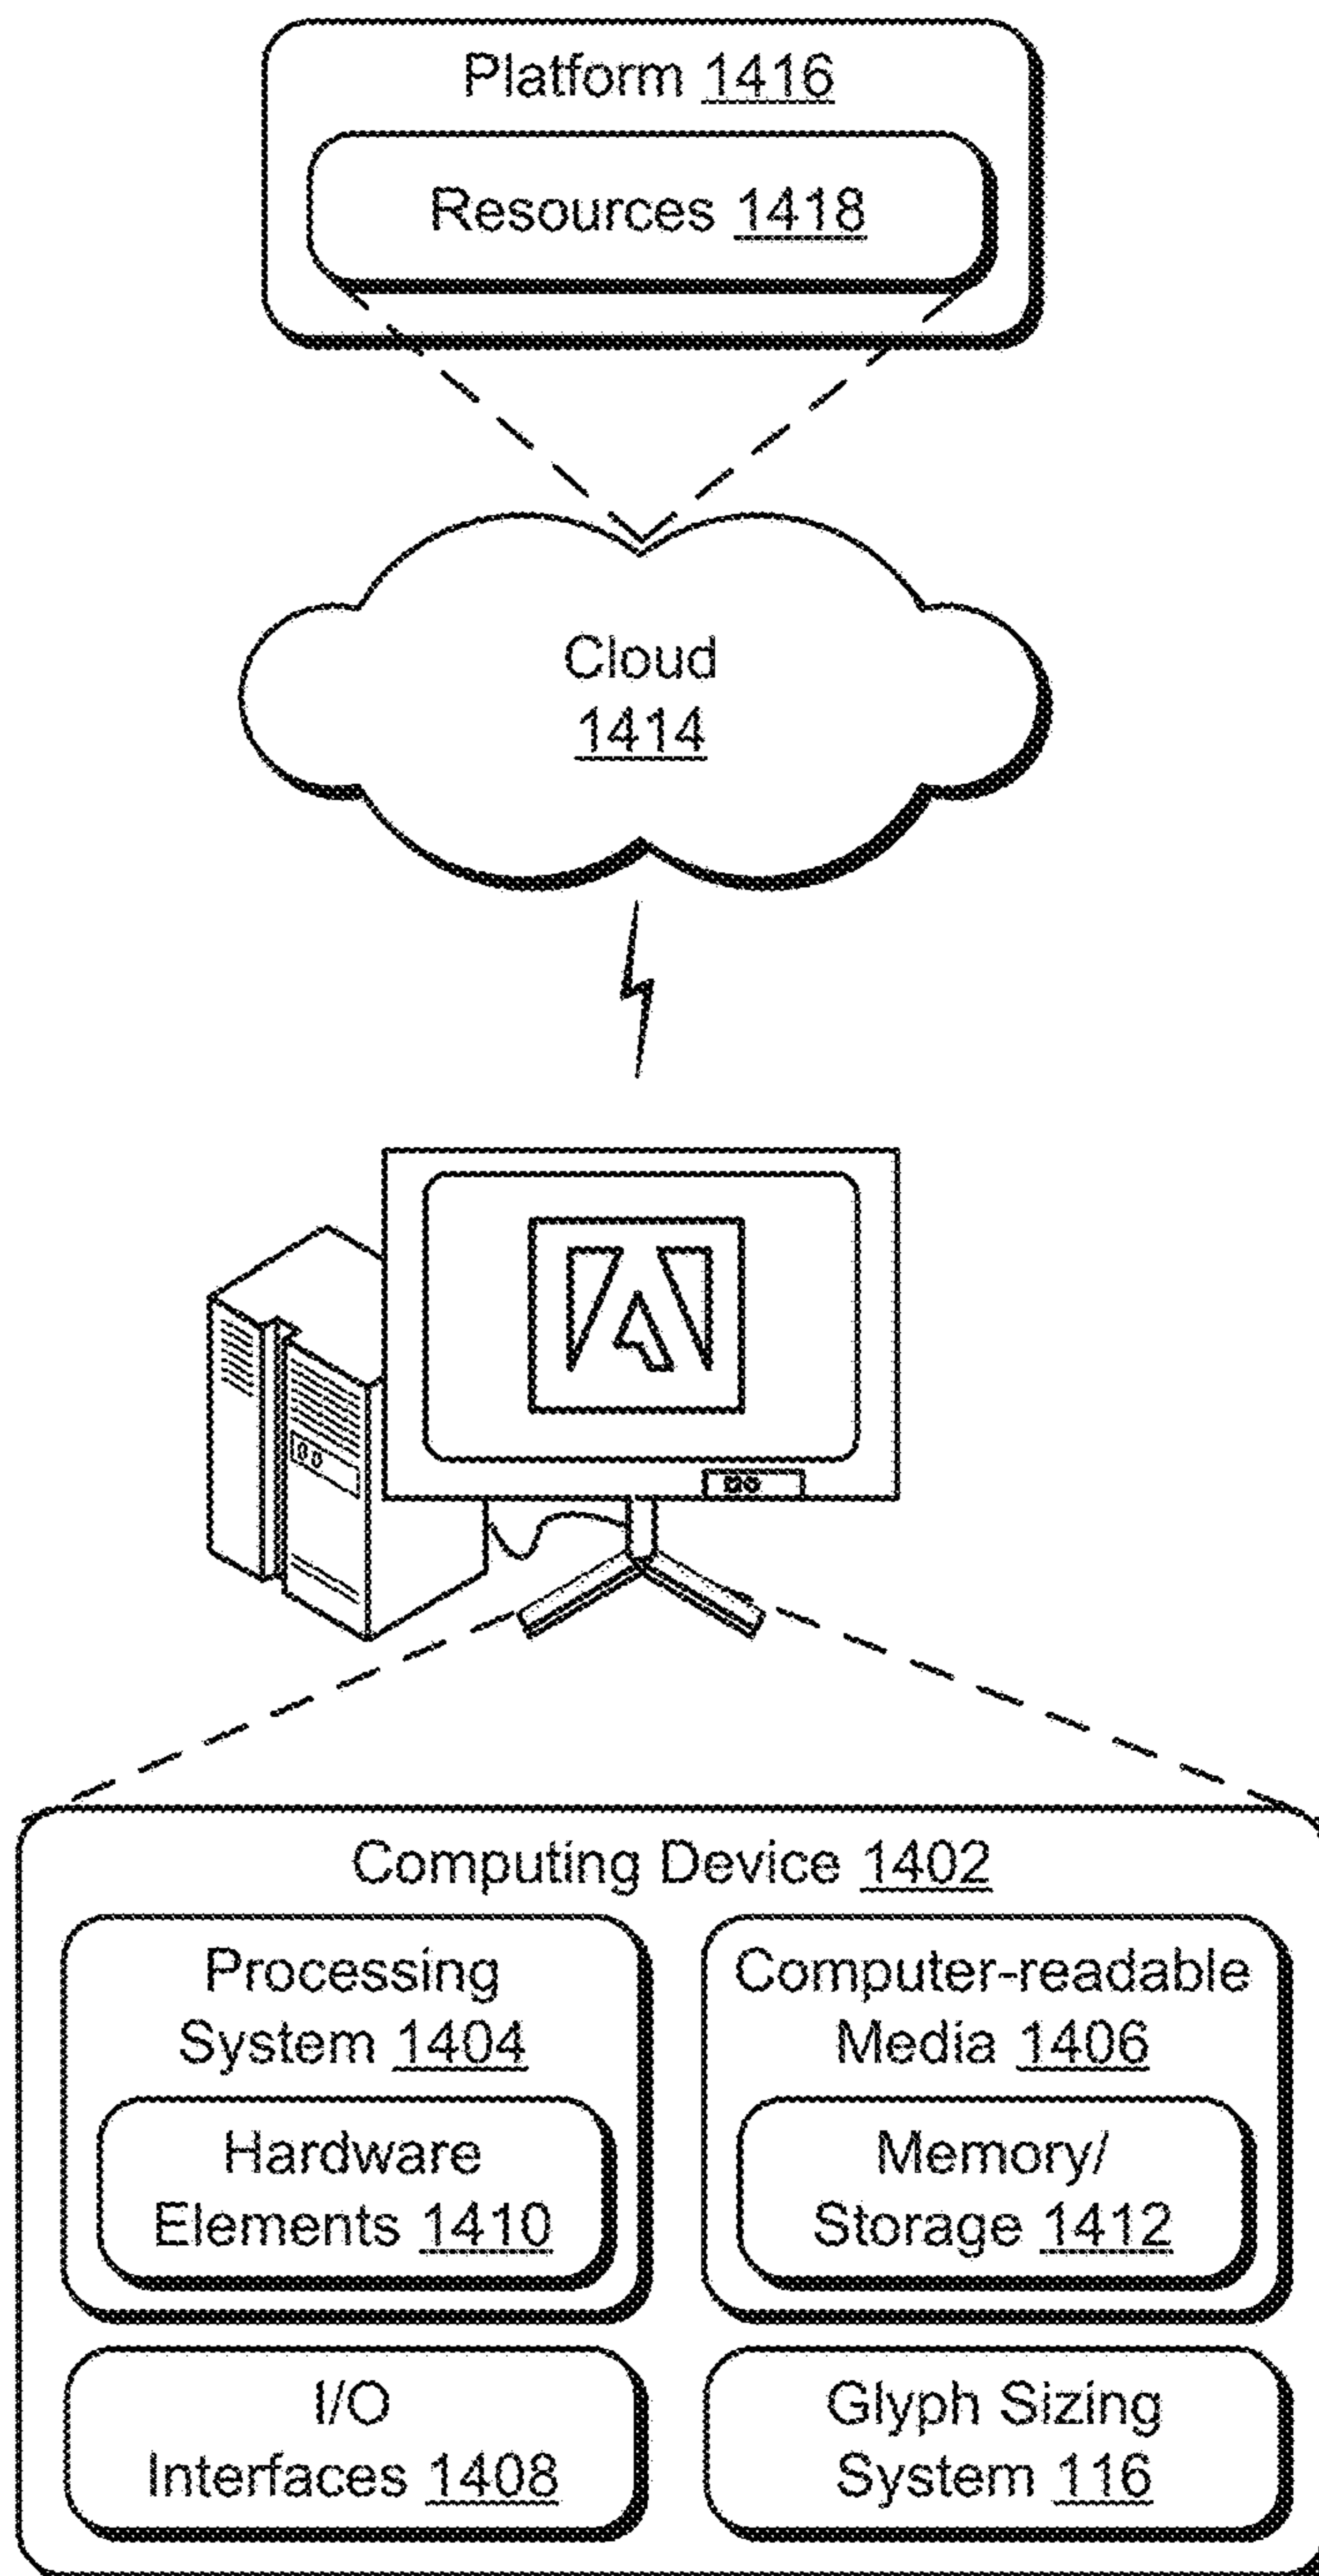 Platform 1416
Resources 1418
Cloud
1414
Computing Device 1402
Processing
System 1404
Hardware
Elements 1410
Computer-readable
Media 1406
Memory/
Storage 1412
I/O
Interfaces 1408
Glyph Sizing
System 116